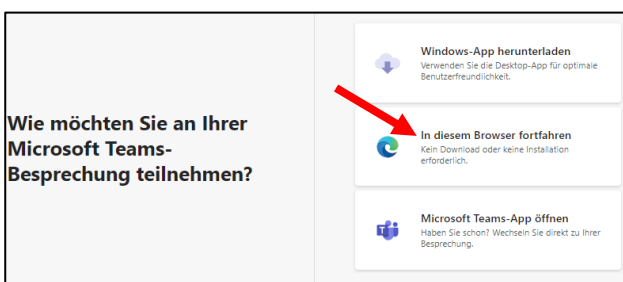 Wie möchten Sie an Ihrer
Microsoft Teams-
Besprechung teilnehmen?
Windows-App herunterladen
Verwenden Sie die Desktop-App für optimale
Benutzerfreundlichkeit.
In diesem Browser fortfahren
Kein Download oder keine Installation
erforderlich.
Microsoft Teams-App öffnen
Haben Sie schon? Wechseln Sie direkt zu Ihrer
Besprechung.